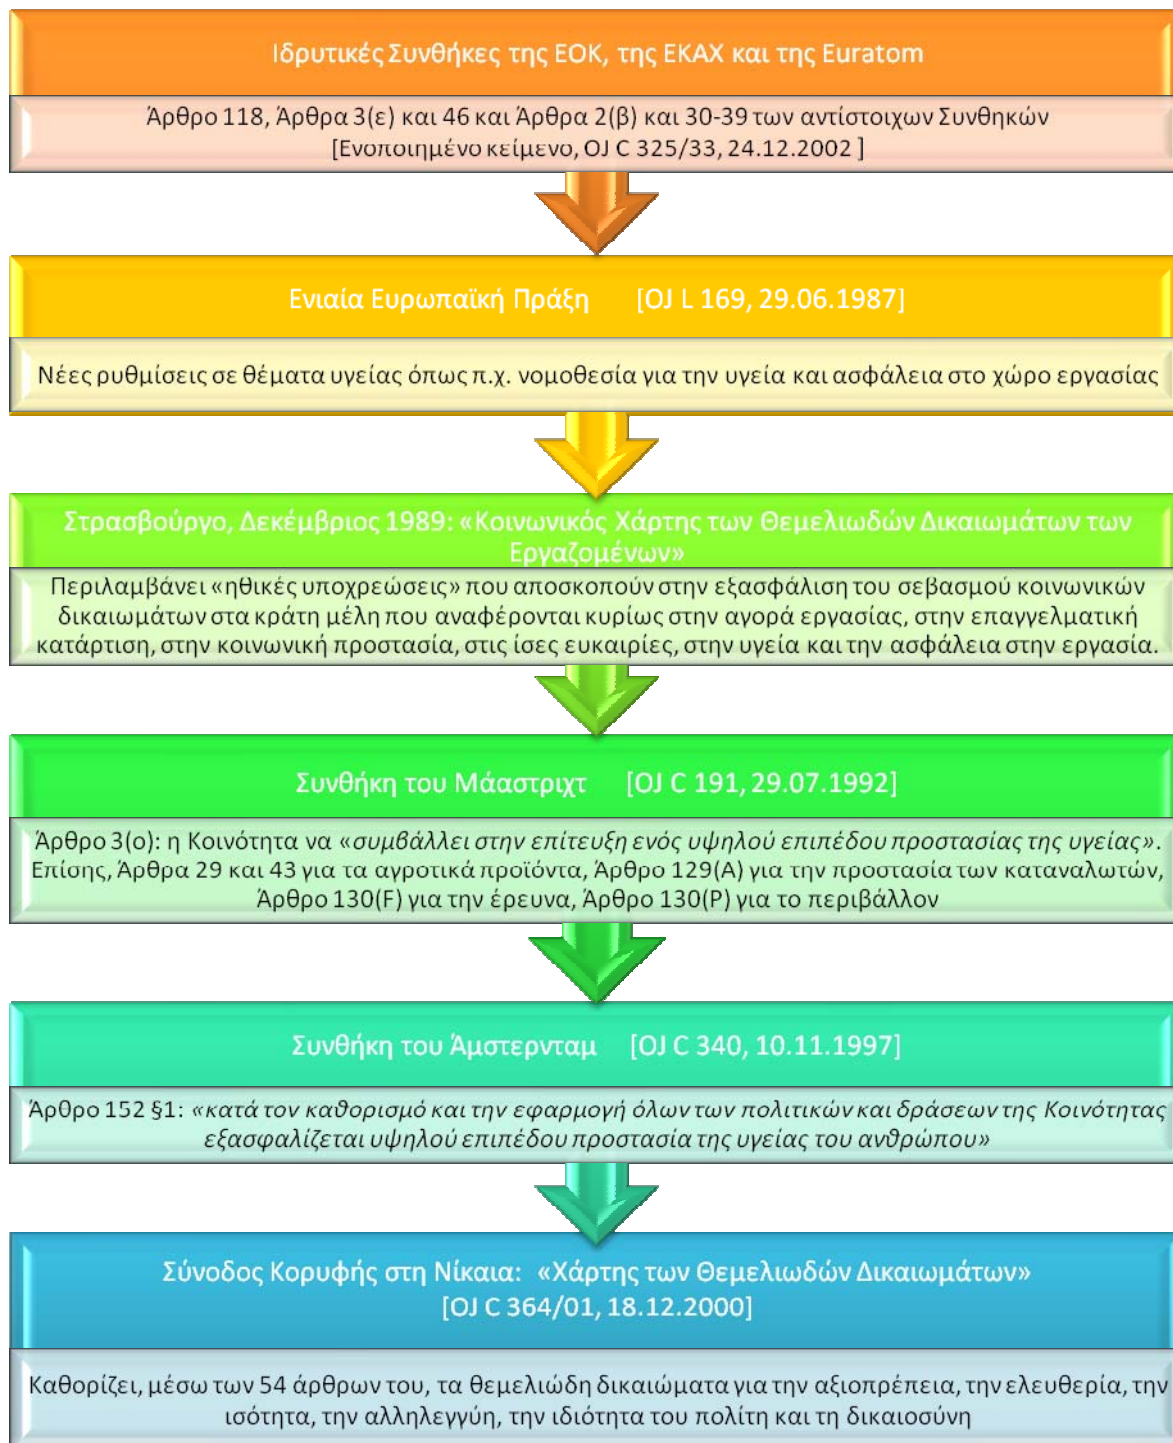 Ιδρυτικές Συνθήκες της ΕΟΚ, της ΕΚΑΧ και της Euratom
Άρθρο 118, Άρθρα 3(ε) και 46 και Άρθρα 2(β) και 30-39 των αντίστοιχων Συνθηκών
[Ενοποιημένο κείμενο, OJ C 325/33, 24.12.2002 ]
Ενιαία Ευρωπαϊκή Πράξη [OJ L 169, 29.06.1987]
Νέες ρυθμίσεις σε θέματα υγείας όπως π.χ. νομοθεσία για την υγεία και ασφάλεια στο χώρο εργασίας
Στρασβούργο, Δεκέμβριος 1989: «Κοινωνικός Χάρτης των Θεμελιωδών Δικαιωμάτων των
Εργαζομένων»
Περιλαμβάνει «ηθικές υποχρεώσεις» που αποσκοπούν στην εξασφάλιση του σεβασμού κοινωνικών
δικαιωμάτων στα κράτη μέλη που αναφέρονται κυρίως στην αγορά εργασίας, στην επαγγελματική
κατάρτιση, στην κοινωνική προστασία, στις ίσες ευκαιρίες, στην υγεία και την ασφάλεια στην εργασία.
Συνθήκη του Μάαστριχτ [OJ C 191, 29.07.1992]
Άρθρο 3(ο): η Κοινότητα να «συμβάλλει στην επίτευξη ενός υψηλού επιπέδου προστασίας της υγείας».
Επίσης, Άρθρα 29 και 43 για τα αγροτικά προϊόντα, Άρθρο 129(Α) για την προστασία των καταναλωτών,
Άρθρο 130(F) για την έρευνα, Άρθρο 130(Ρ) για το περιβάλλον
Συνθήκη του Άμστερνταμ [OJ C 340, 10.11.1997]
Άρθρο 152 §1: «κατά τον καθορισμό και την εφαρμογή όλων των πολιτικών και δράσεων της Κοινότητας
εξασφαλίζεται υψηλού επιπέδου προστασία της υγείας του ανθρώπου»
Σύνοδος Κορυφής στη Νίκαια: «Χάρτης των Θεμελιωδών Δικαιωμάτων»
[OJ C 364/01, 18.12.2000]
Καθορίζει, μέσω των 54 άρθρων του, τα θεμελιώδη δικαιώματα για την αξιοπρέπεια, την ελευθερία, την
ισότητα, την αλληλεγγύη, την ιδιότητα του πολίτη και τη δικαιοσύνη